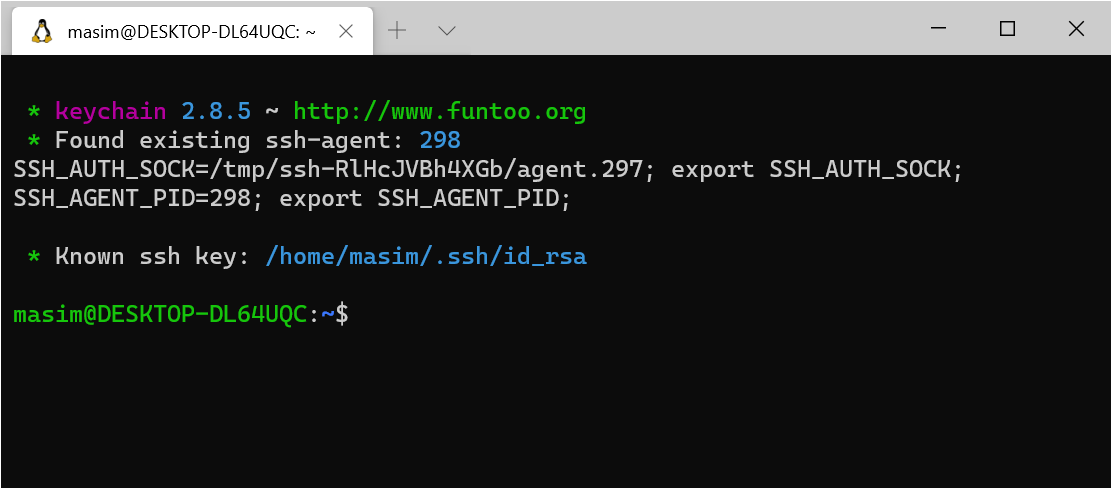 masim@DESKTOP-DL64UQC: ~
* keychain 2.8.5 ~ http://www.funtoo.org
* Found existing ssh-agent: 298
SSH_AUTH_SOCK=/tmp/ssh-RlHcJVBh4XGb/agent.297; export SSH_AUTH_SOCK;
SSH_AGENT_PID=298; export SSH_AGENT_PID;
* Known ssh key: /home/masim/.ssh/id_rsa
masim@DESKTOP-DL64UQC:~$